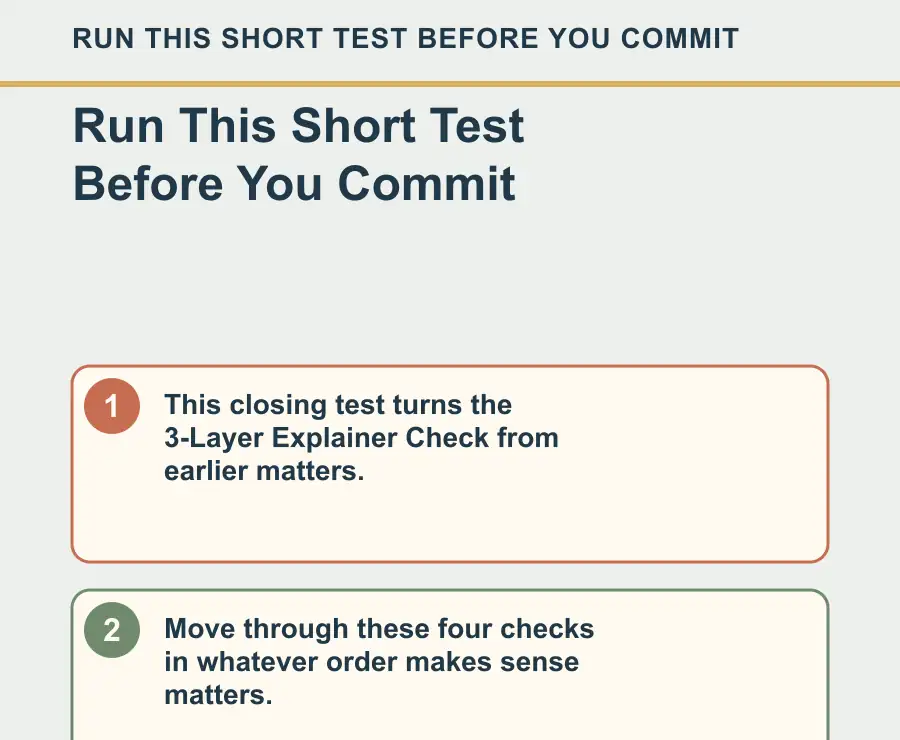 RUN THIS SHORT TEST BEFORE YOU COMMIT
Run This Short Test
Before You Commit
1
This closing test turns the
3-Layer Explainer Check from
earlier matters.
2
Move through these four checks
in whatever order makes sense
matters.